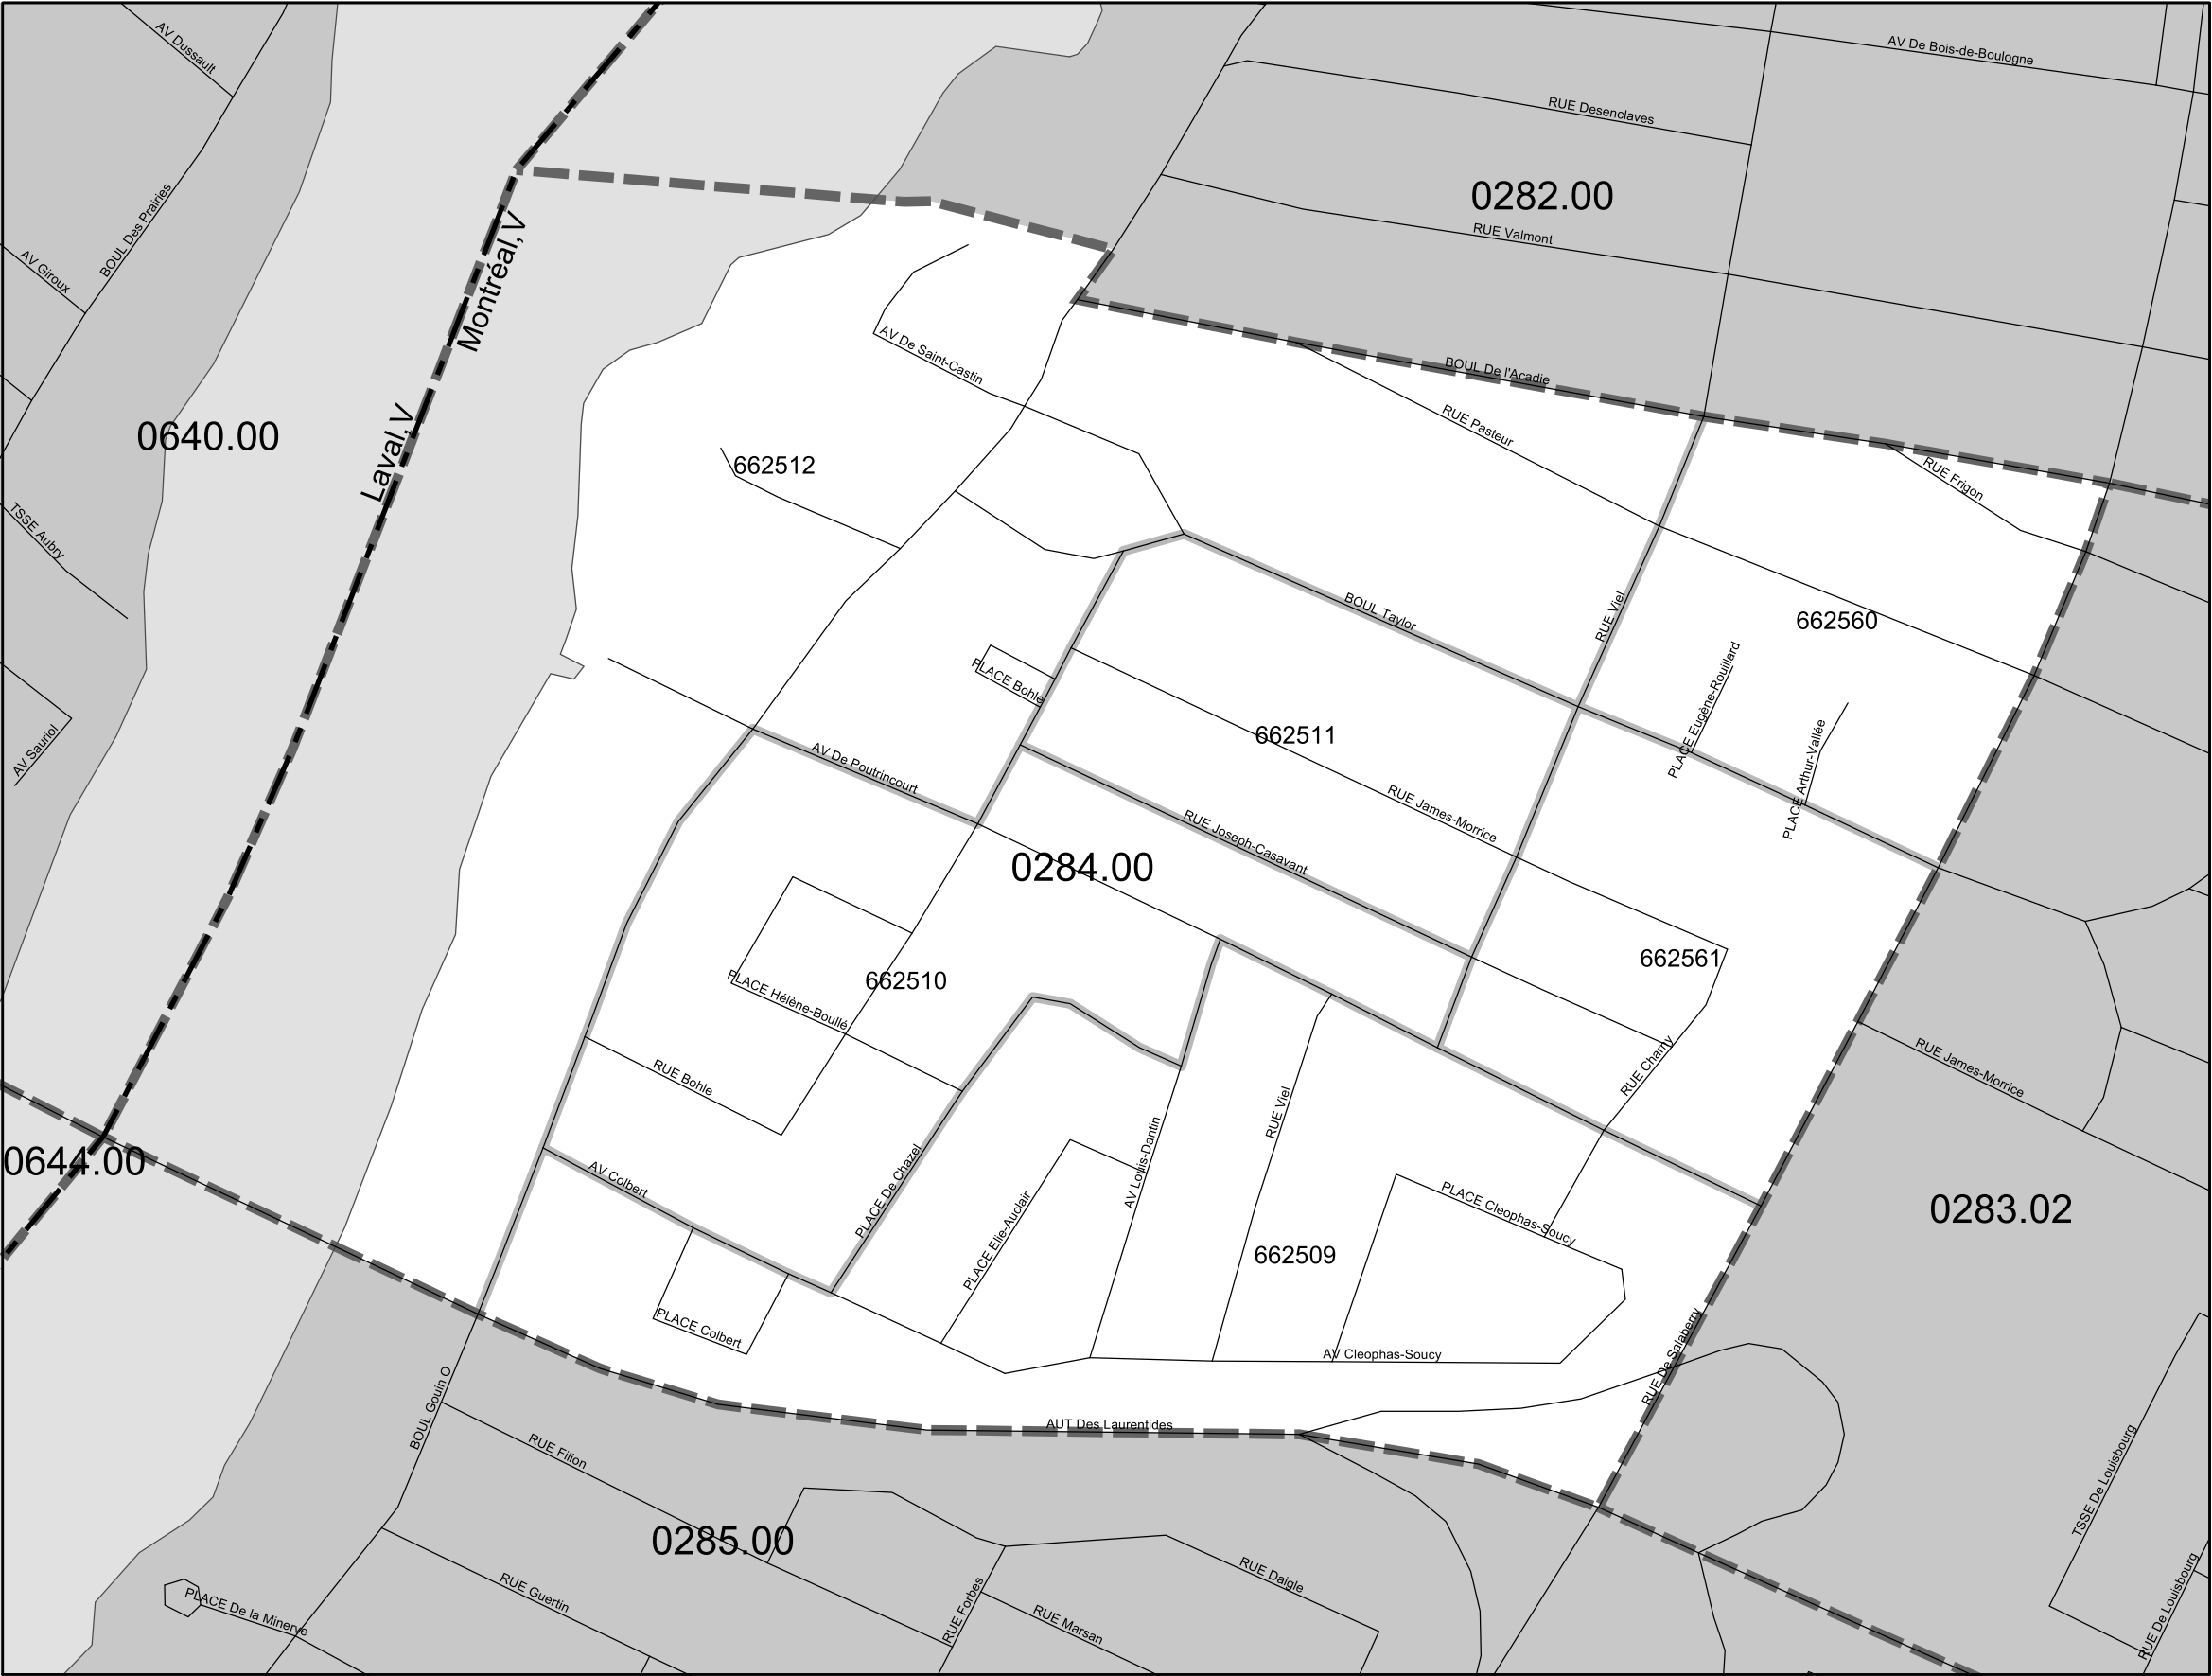 AV Dussault
AV De Bois-de-Boulogne
RUE Desenclaves
0282.00
RUE Valmont
BOUL Des Prairies
AV Giroux
Montréal,V
AV De Saint-Castin
BOUL De l'Acadie
RUE Pasteur
0640.00
Laval,V
662512
RUE Frigon
TSSE Aubry
BOUL Taylor
RUE Viel
662560
PLACE Bohle
PLACE Eugène-Rouillard
662511
AV Sauriol
AV De Poutrincourt
PLACE Arthur-Vallée
RUE James-Morrice
RUE Joseph-Casavant
0284.00
662561
662510
PLACE Hélène-Boullé
RUE Bohle
RUE Charny
RUE James-Morrice
RUE Viel
0644.00
AV Colbert
PLACE De Chazel
AV Louis-Dantin
PLACE Elie-Auclair
PLACE Cleophas-Soucy
0283.02
662509
PLACE Colbert
AV Cleophas-Soucy
RUE De Salaberry
BOUL Gouin O
AUT Des Laurentides
RUE Filion
TSSE De Louisbourg
0285.00
RUE Daigle
RUE Guertin
RUE Forbes
PLACE De la Minerve
RUE Marsan
RUE De Louisbourg